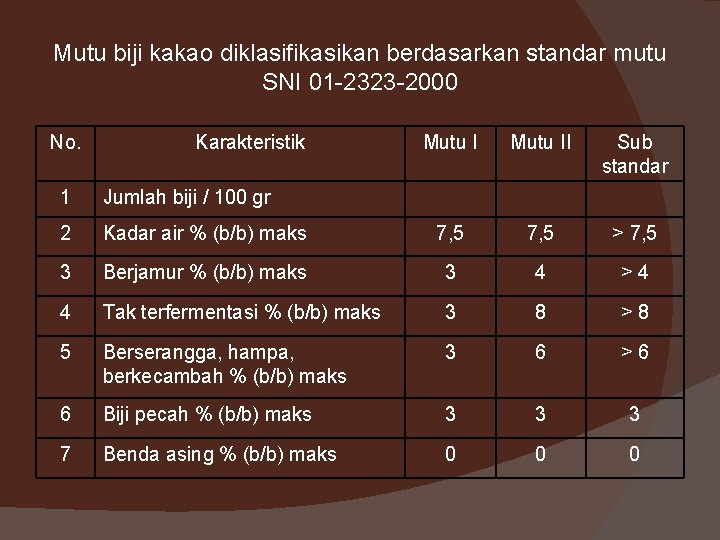 Mutu biji kakao diklasifikasikan berdasarkan standar mutu
SNI 01-2323-2000
No. Karakteristik Mutu I Mutu II Sub standar
1 Jumlah biji / 100 gr
2 Kadar air % (b/b) maks 7,5 7,5 > 7,5
3 Berjamur % (b/b) maks 3 4 > 4
4 Tak terfermentasi % (b/b) maks 3 8 > 8
5 Berserangga, hampa, 3 6 > 6
berkecambah % (b/b) maks
6 Biji pecah % (b/b) maks 3 3 3
7 Benda asing % (b/b) maks 0 0 0